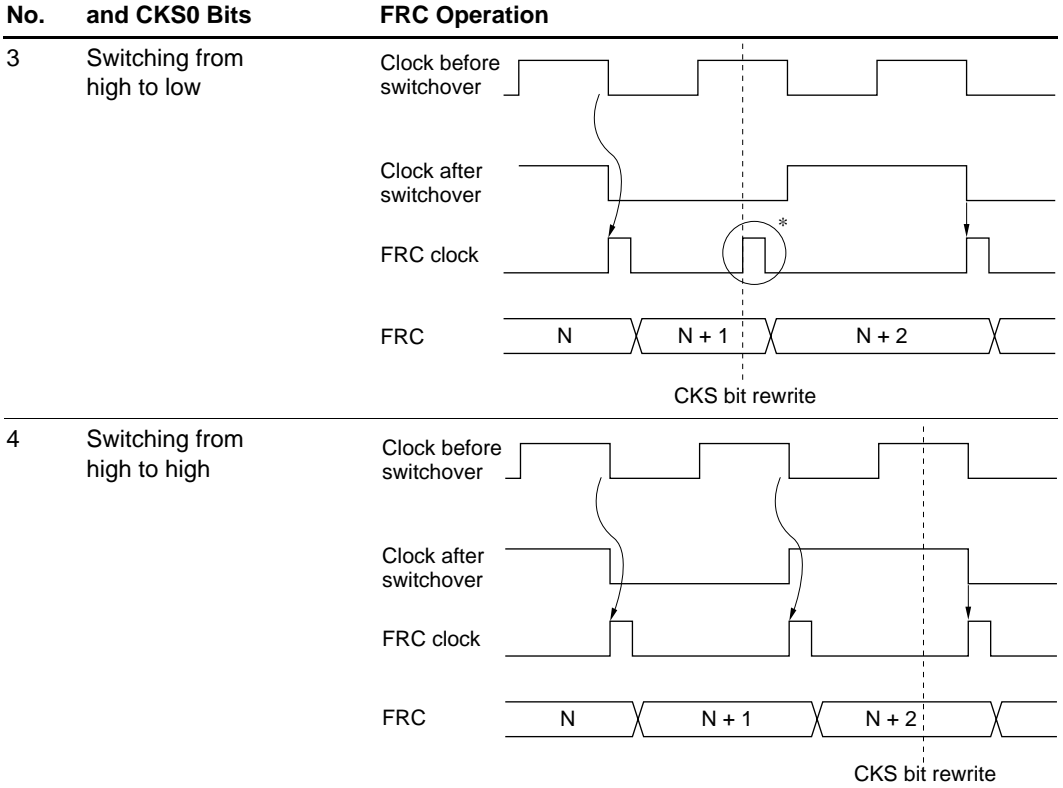 No. and CKS0 Bits FRC Operation
3 Switching from
high to low
Clock before
switchover
Clock after
switchover
*
FRC clock
FRC N N + 1 N + 2
CKS bit rewrite
4 Switching from
high to high
Clock before
switchover
Clock after
switchover
FRC clock
FRC N N + 1 N + 2
CKS bit rewrite